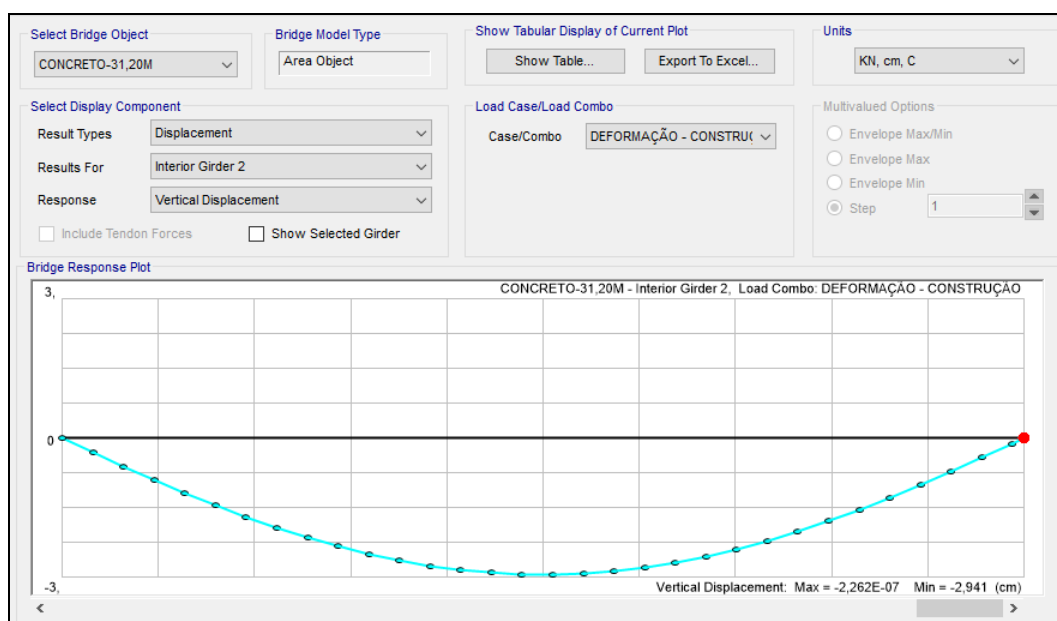 Select Bridge Object
CONCRETO-31,20M
Bridge Model Type
Area Object
Show Tabular Display of Current Plot
Show Table...
Export To Excel...
Units
KN, cm, C
Select Display Component
Result Types
Displacement
Results For
Interior Girder 2
Response
Vertical Displacement
Include Tendon Forces
Show Selected Girder
Load Case/Load Combo
Case/Combo
DEFORMAÇÃO - CONSTRUÇ
Multivalued Options
Envelope Max/Min
Envelope Max
Envelope Min
Step
1
Bridge Response Plot
3,
CONCRETO-31,20M - Interior Girder 2, Load Combo: DEFORMAÇÃO - CONSTRUÇÃO
0
-3,
Vertical Displacement: Max = -2,262E-07 Min = -2,941 (cm)